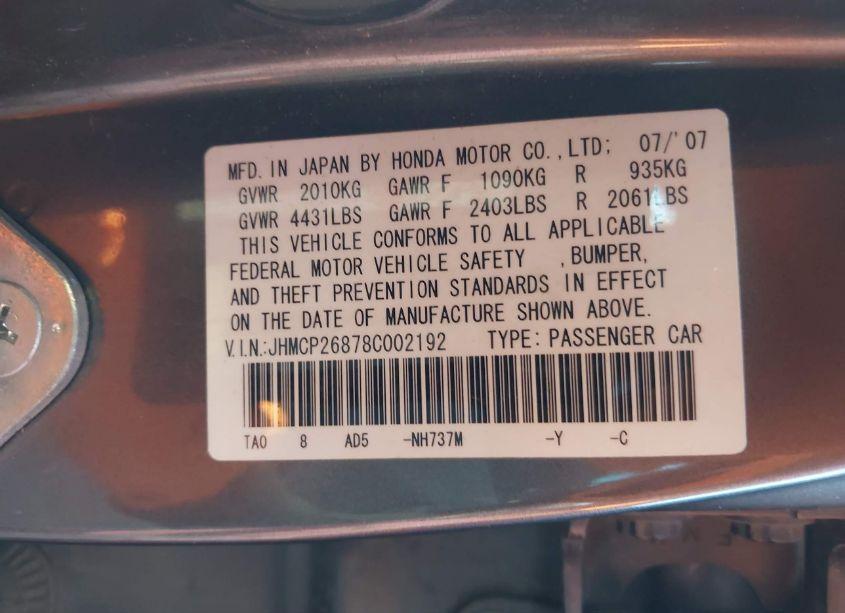 MFD. IN JAPAN BY HONDA MOTOR CO., LTD; 07/'07
GVWR 2010KG GAWR F 1090KG R 935KG
GVWR 4431LBS GAWR F 2403LBS R 2061LBS
THIS VEHICLE CONFORMS TO ALL APPLICABLE
FEDERAL MOTOR VEHICLE SAFETY , BUMPER,
AND THEFT PREVENTION STANDARDS IN EFFECT
ON THE DATE OF MANUFACTURE SHOWN ABOVE.
V.I.N.:JHMCP26878C002192 TYPE: PASSENGER CAR
TA0 8 AD5 -NH737M -Y -C